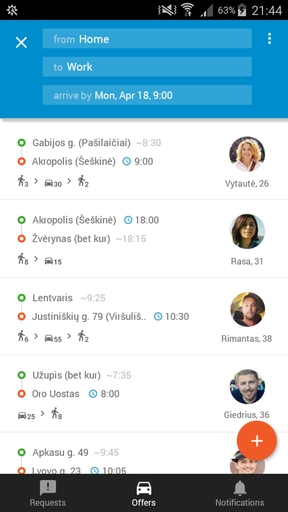 63% 21:44
from Home
to Work
arrive by Mon, Apr 18, 9:00
Gabijos g. (Pašilaičiai) ~8:30
Akropolis (Šeškinė) 9:00
3 > 30 > 2
Vytautė, 26
Akropolis (Šeškinė) 18:00
Žvėrynas (bet kur) ~18:15
8 > 15
Rasa, 31
Lentvaris ~9:25
Justiniškių g. 79 (Viršuliš.. 10:30
6 > 55 > 2
Rimantas, 38
Užupis (bet kur) ~7:35
Oro Uostas 8:00
25 > 8
Giedrius, 36
Apkasu g. 49 ~9:45
Lvovo g. 23 10:05
Requests
Offers
Notifications